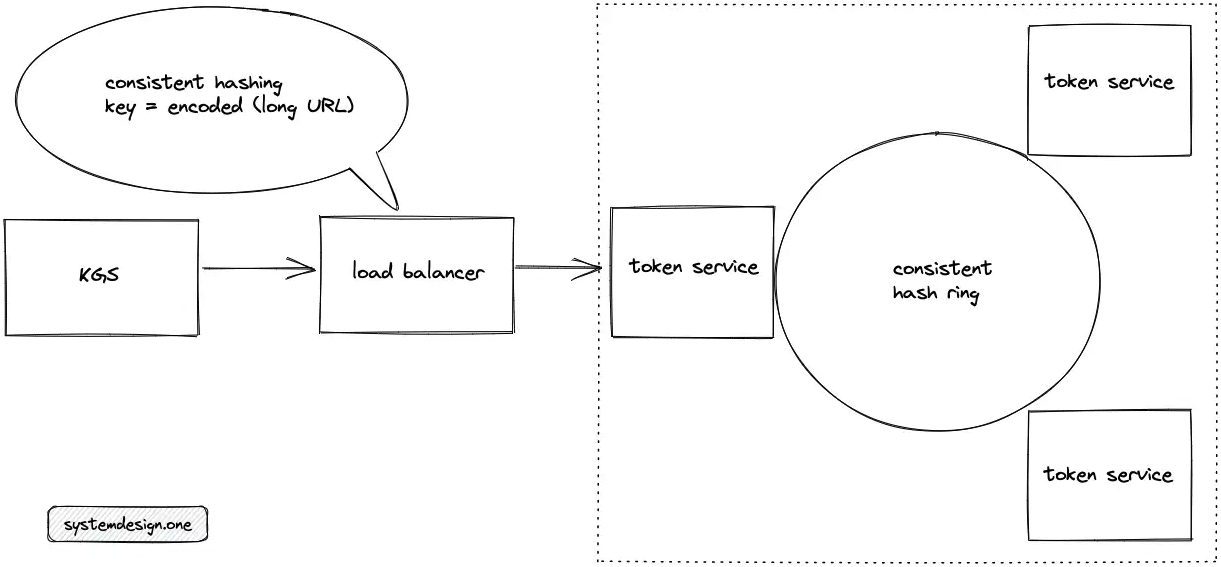 consistent hashing
key = encoded (long URL)
KGS
load balancer
token service
token service
consistent
hash ring
token service
systemdesign.one